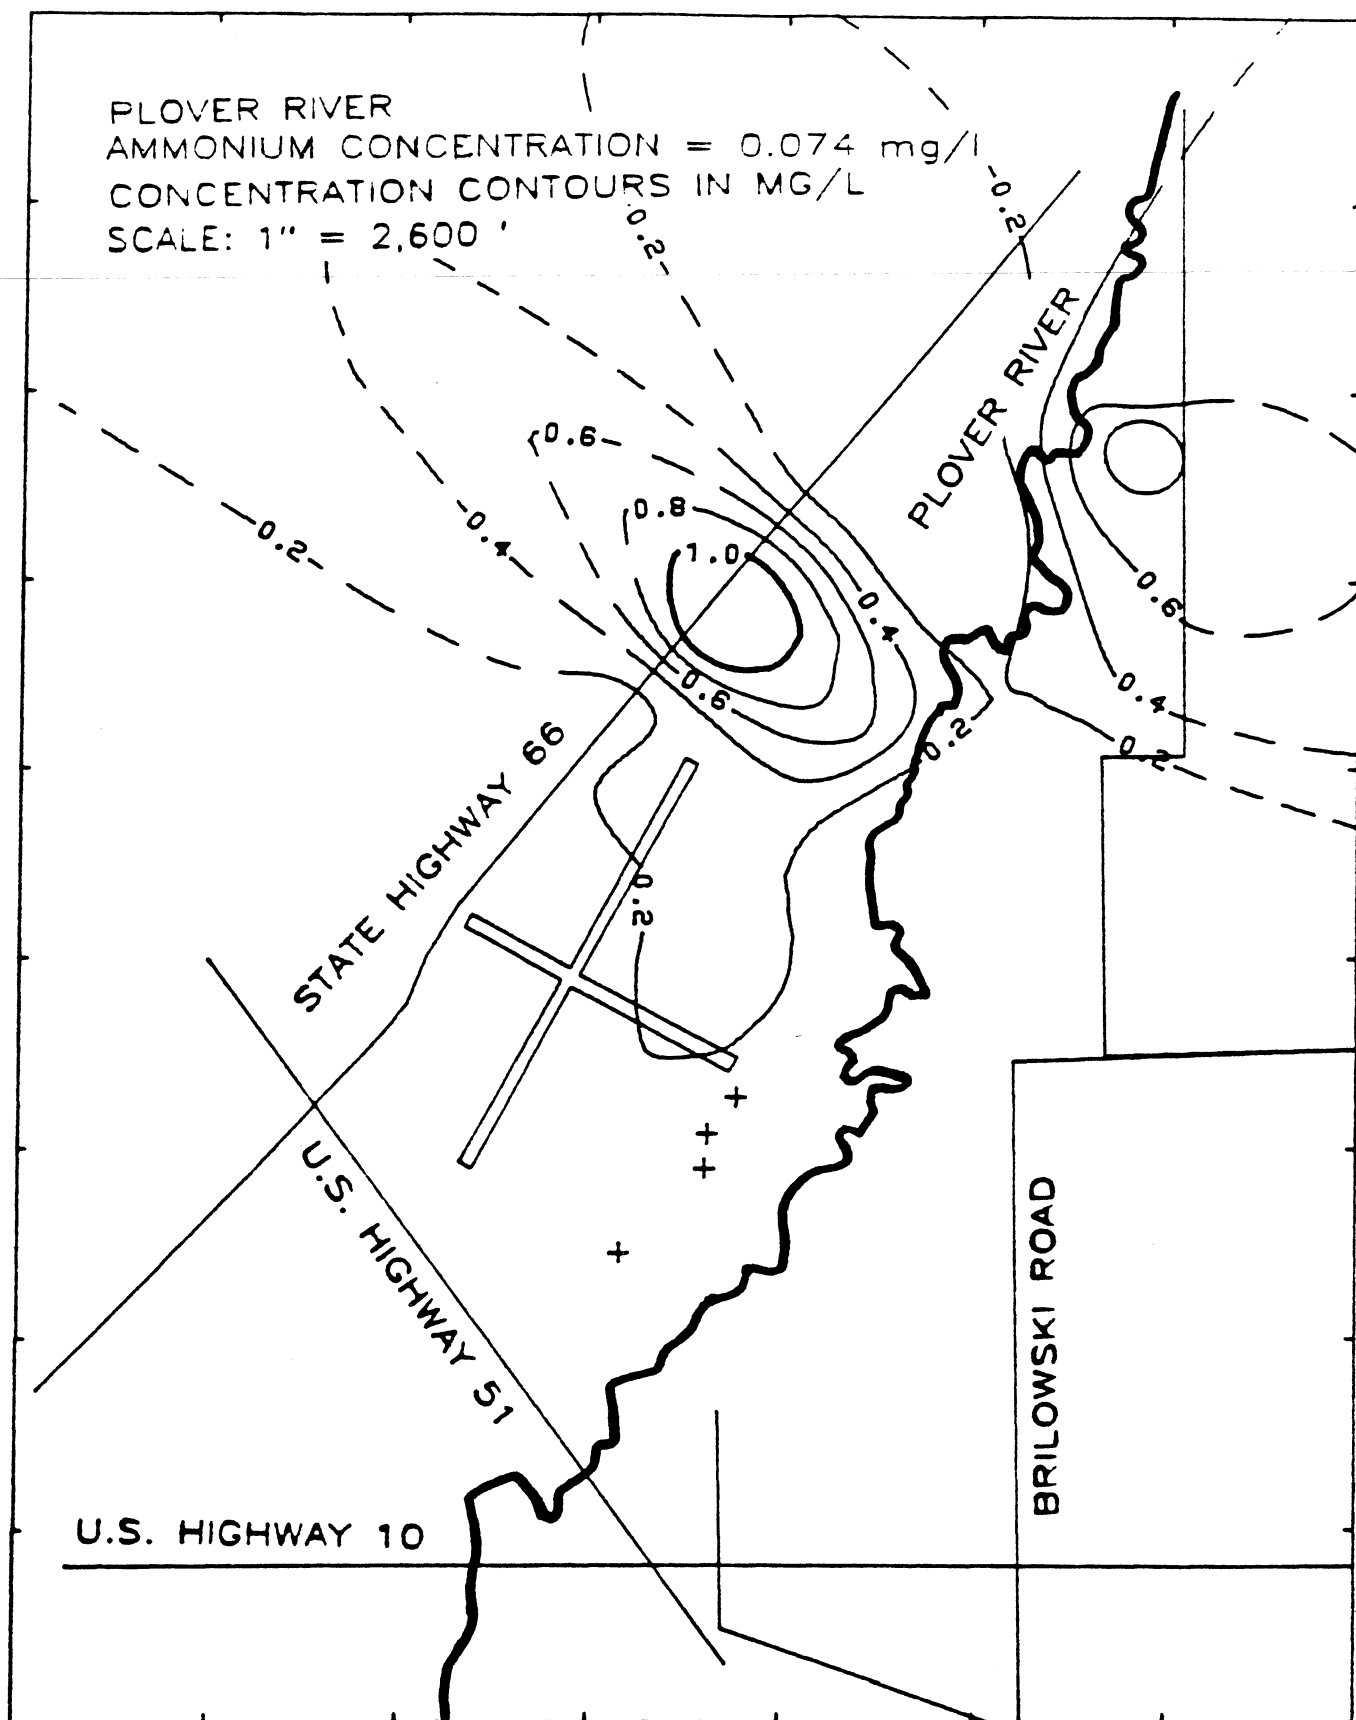 PLOVER RIVER
AMMONIUM CONCENTRATION = 0.074 mg/l
CONCENTRATION CONTOURS IN MG/L
SCALE: 1" = 2,600 '
0.2
0.2
PLOVER RIVER
0.6
0.8
1.0
0.4
0.2
0.4
0.6
0.6
0.4
0.2
0.2
STATE HIGHWAY 66
0.2
U.S. HIGHWAY 51
BRILOWSKI ROAD
U.S. HIGHWAY 10